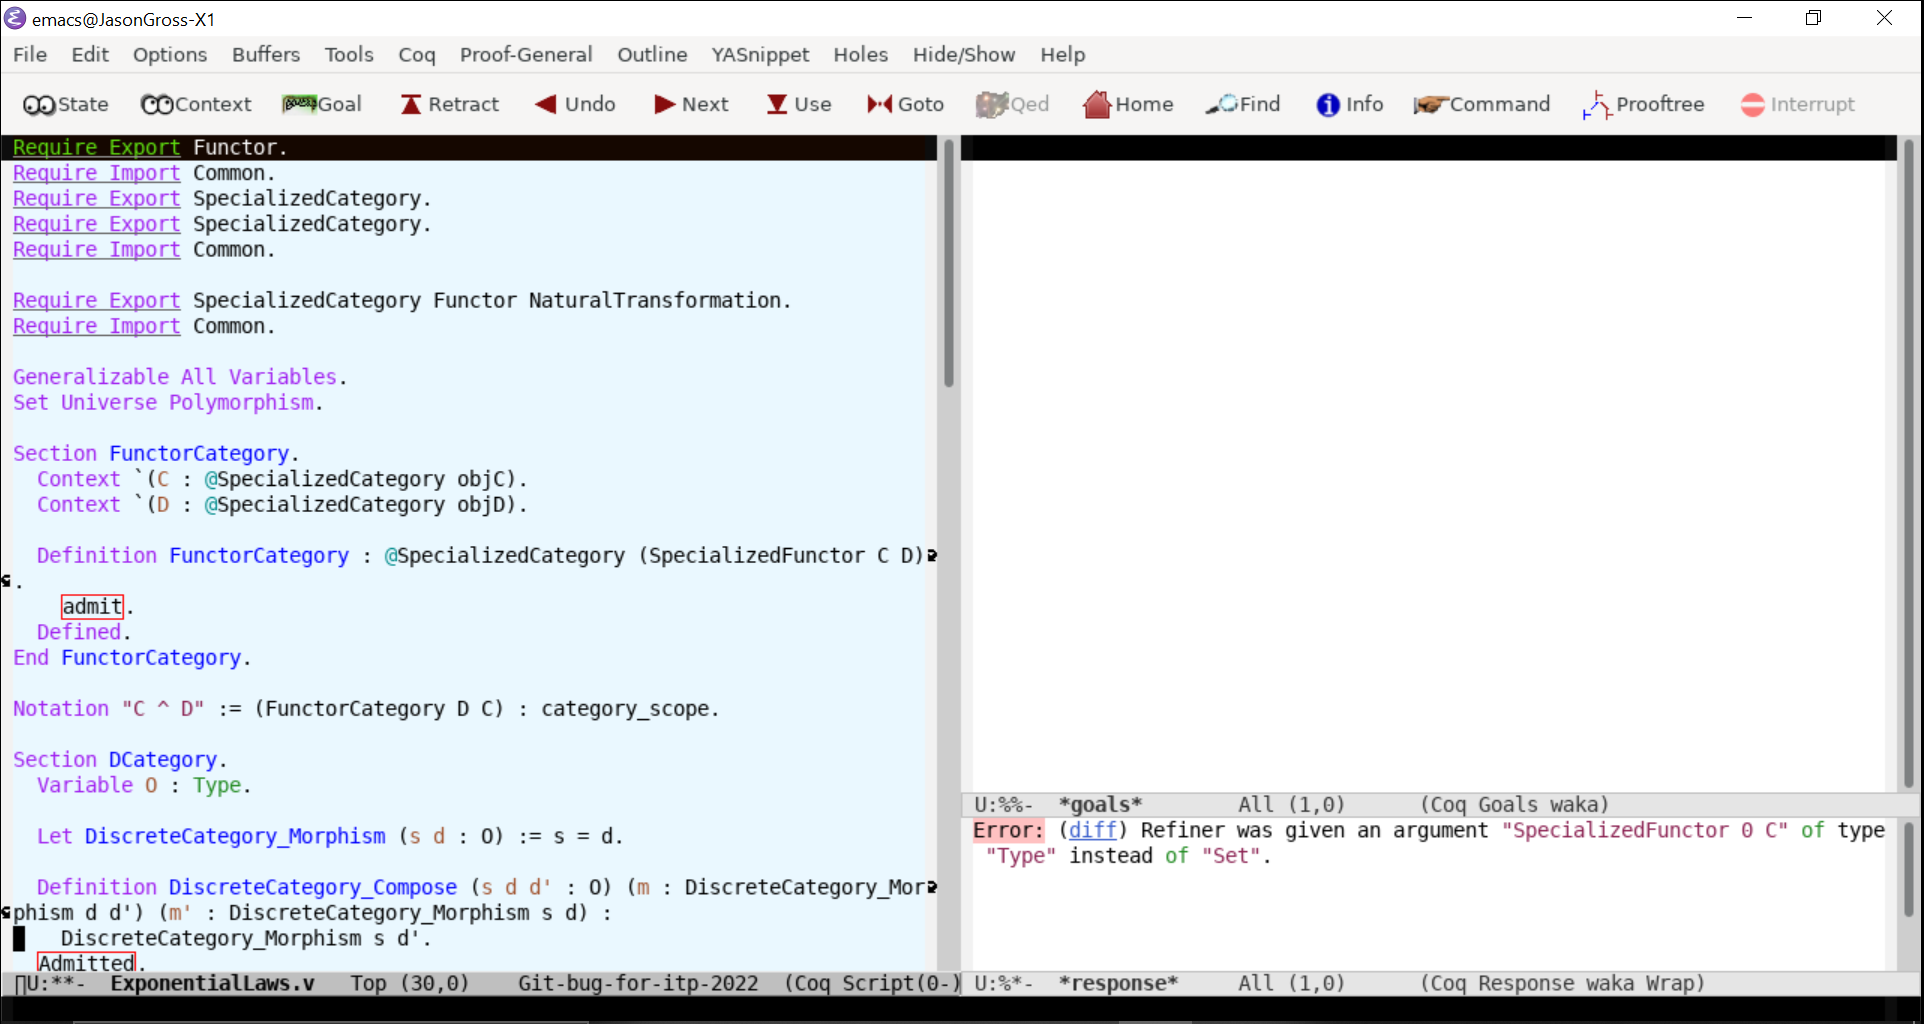 emacs@JasonGross-X1
File Edit Options Buffers Tools Coq Proof-General Outline YASnippet Holes Hide/Show Help
State Context Goal Retract Undo Next Use Goto Qed Home Find Info Command Prooftree Interrupt
Require Export Functor.
Require Import Common.
Require Export SpecializedCategory.
Require Export SpecializedCategory.
Require Import Common.
Require Export SpecializedCategory Functor NaturalTransformation.
Require Import Common.
Generalizable All Variables.
Set Universe Polymorphism.
Section FunctorCategory.
Context `(C : @SpecializedCategory objC).
Context `(D : @SpecializedCategory objD).
Definition FunctorCategory : @SpecializedCategory (SpecializedFunctor C D)
.
admit.
Defined.
End FunctorCategory.
Notation "C ^ D" := (FunctorCategory D C) : category_scope.
Section DCategory.
Variable O : Type.
Let DiscreteCategory_Morphism (s d : O) := s = d.
Definition DiscreteCategory_Compose (s d d' : O) (m : DiscreteCategory_Mor
phism d d') (m' : DiscreteCategory_Morphism s d) :
DiscreteCategory_Morphism s d'.
Admitted.
U:**- ExponentialLaws.v Top (30,0) Git-bug-for-itp-2022 (Coq Script(0-)
U:%%- *goals* All (1,0) (Coq Goals waka)
Error: (diff) Refiner was given an argument "SpecializedFunctor 0 C" of type
"Type" instead of "Set".
U:%*- *response* All (1,0) (Coq Response waka Wrap)